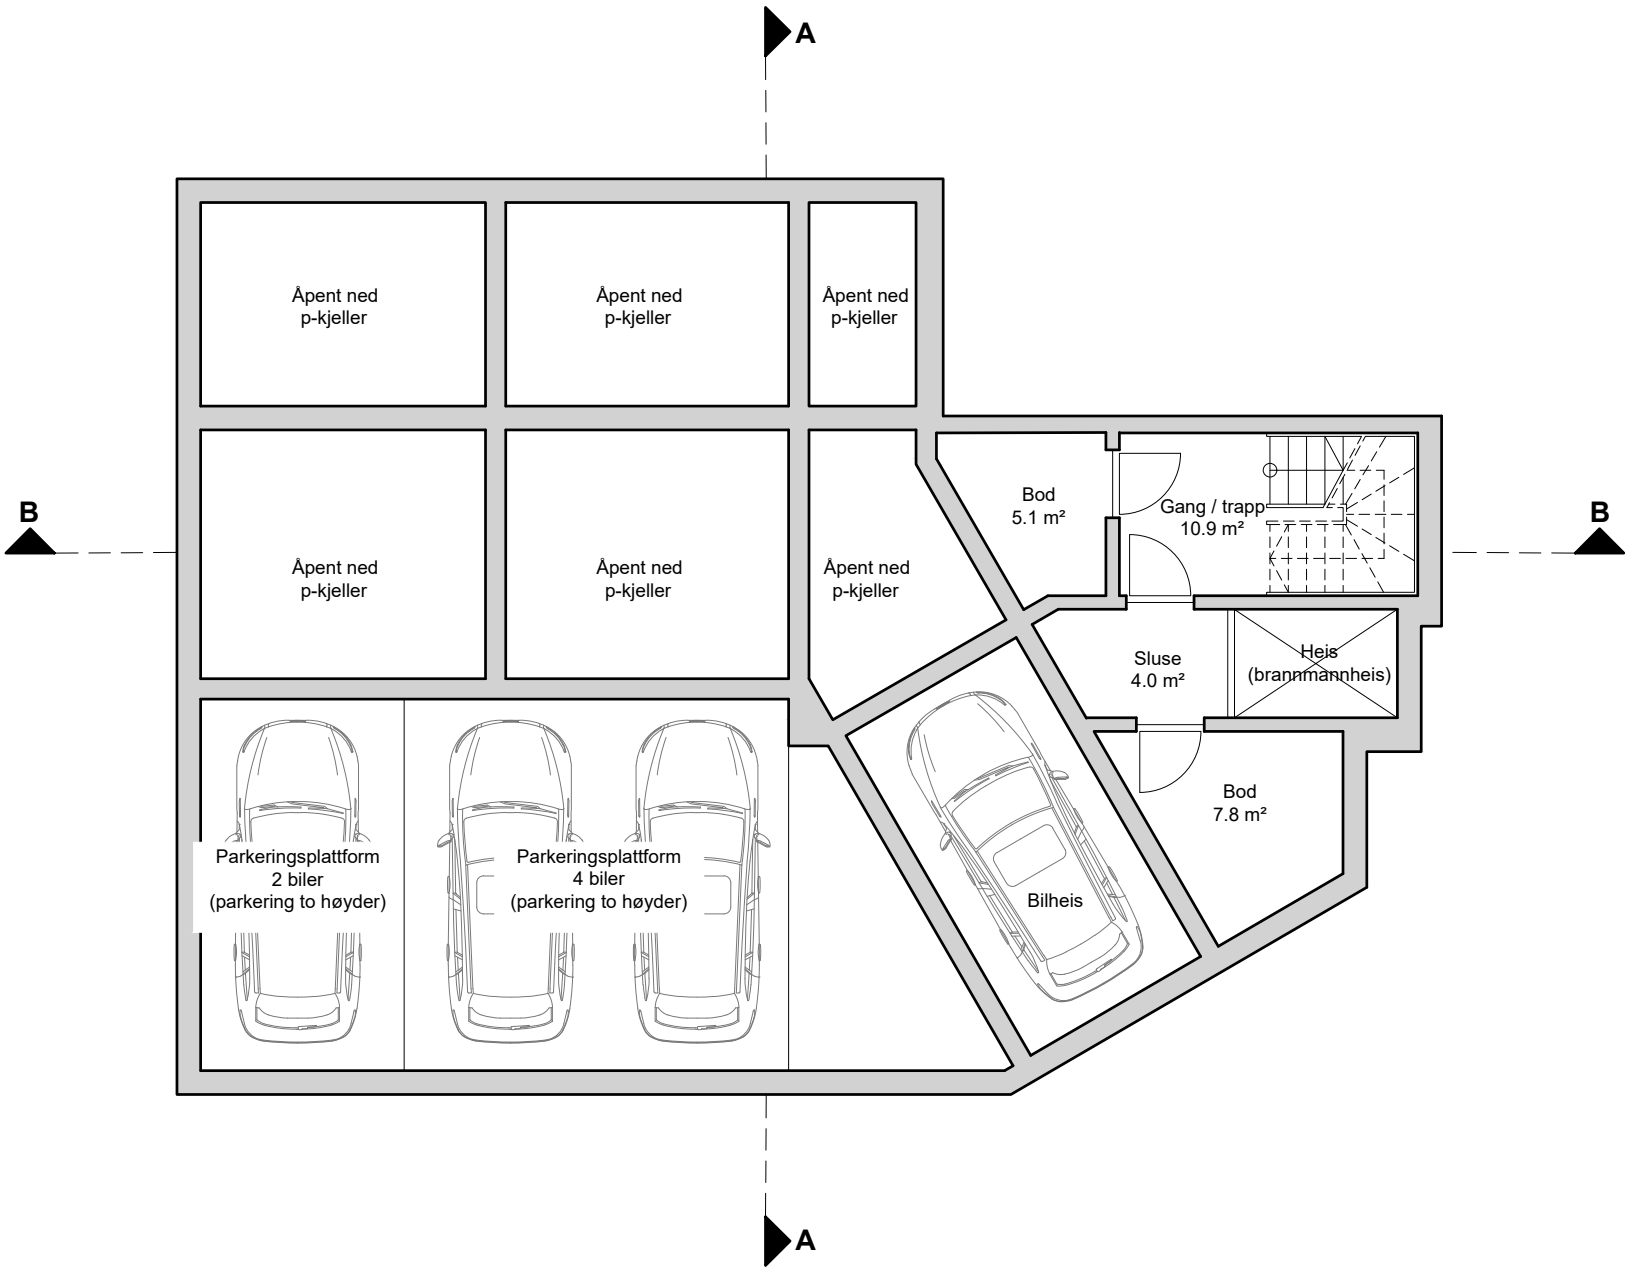 A
Åpent ned
p-kjeller
Åpent ned
p-kjeller
Åpent ned
p-kjeller
B
Bod
5.1 m²
Gang / trapp
10.9 m²
B
Åpent ned
p-kjeller
Åpent ned
p-kjeller
Åpent ned
p-kjeller
Sluse
4.0 m²
Heis
(brannmannheis)
Bod
7.8 m²
Parkeringsplattform
2 biler
(parkering to høyder)
Parkeringsplattform
4 biler
(parkering to høyder)
Bilheis
A